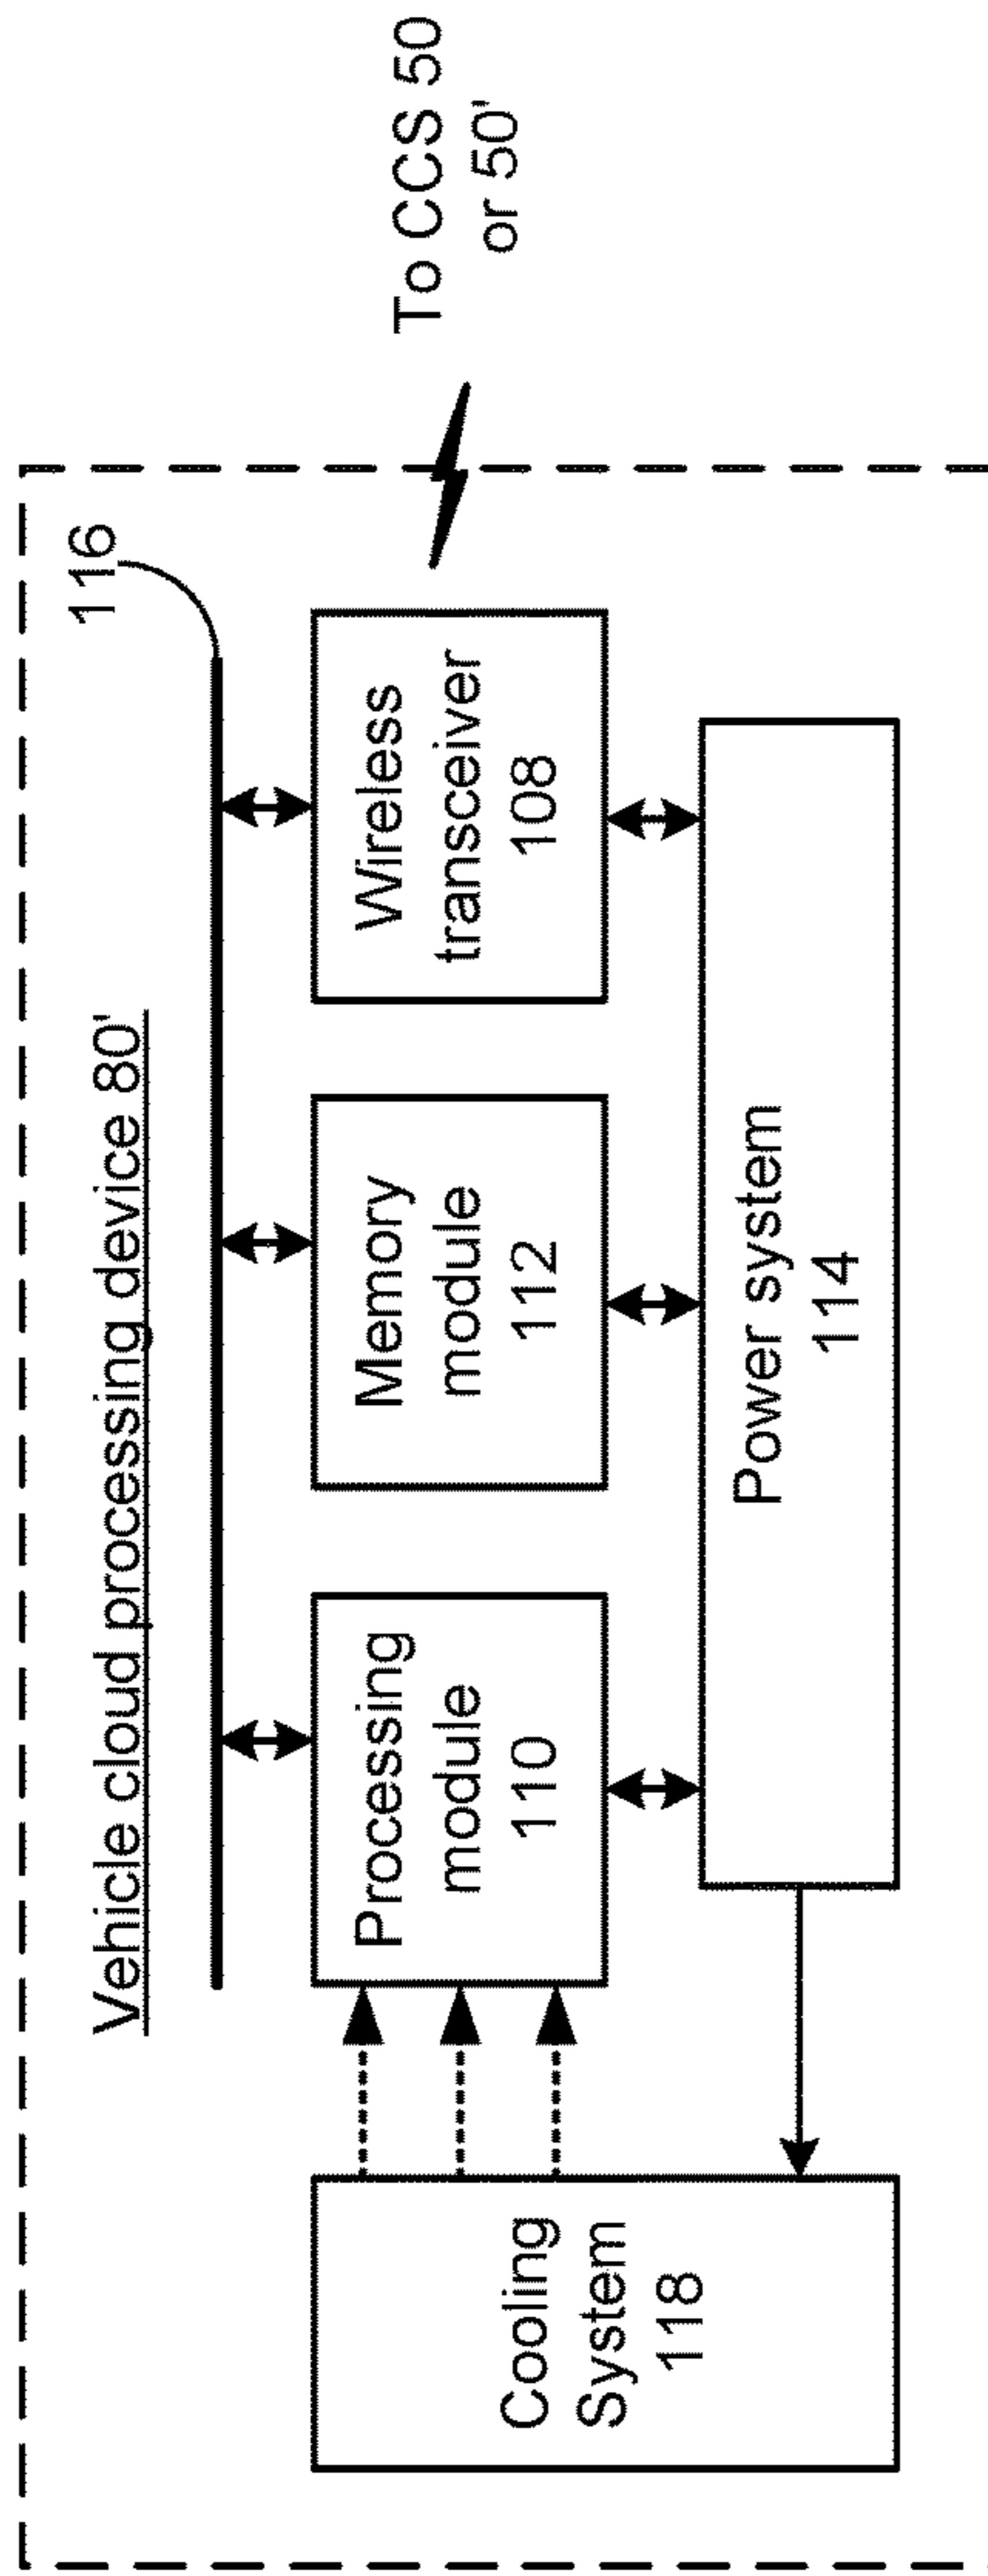 Vehicle cloud processing device 80'
116
To CCS 50
or 50'
Cooling
System
118
Processing
module
110
Memory
module
112
Wireless
transceiver
108
Power system
114